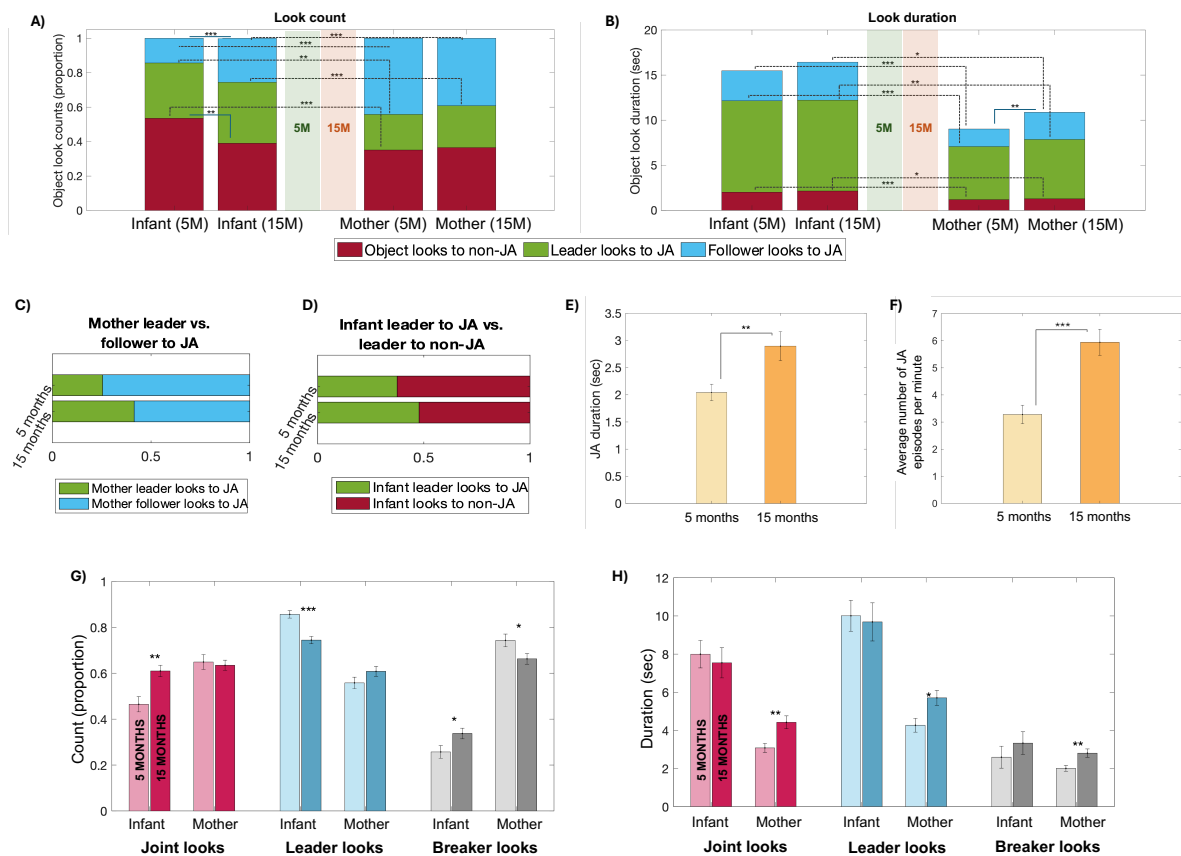 A)
Look count
Object look counts (proportion)
1
0.8
0.6
0.4
0.2
0
***
***
***
**
***
***
**
5M
15M
Infant (5M)
Infant (15M)
Mother (5M)
Mother (15M)
B)
Look duration
Object look duration (sec)
20
15
10
5
0
*
***
**
***
**
*
***
5M
15M
Infant (5M)
Infant (15M)
Mother (5M)
Mother (15M)
Object looks to non-JA
Leader looks to JA
Follower looks to JA
C)
Mother leader vs.
follower to JA
5 months
15 months
0
0.5
1
Mother leader looks to JA
Mother follower looks to JA
D)
Infant leader to JA vs.
leader to non-JA
0
0.5
1
Infant leader looks to JA
Infant looks to non-JA
E)
JA duration (sec)
3.5
3
2.5
2
1.5
1
0.5
0
**
5 months
15 months
F)
Average number of JA
episodes per minute
7
6
5
4
3
2
1
0
***
5 months
15 months
G)
Count (proportion)
1
0.8
0.6
0.4
0.2
0
**
***
*
*
5 MONTHS
15 MONTHS
Infant
Mother
Infant
Mother
Infant
Mother
Joint looks
Leader looks
Breaker looks
H)
Duration (sec)
12
10
8
6
4
2
0
**
*
**
5 MONTHS
15 MONTHS
Infant
Mother
Infant
Mother
Infant
Mother
Joint looks
Leader looks
Breaker looks